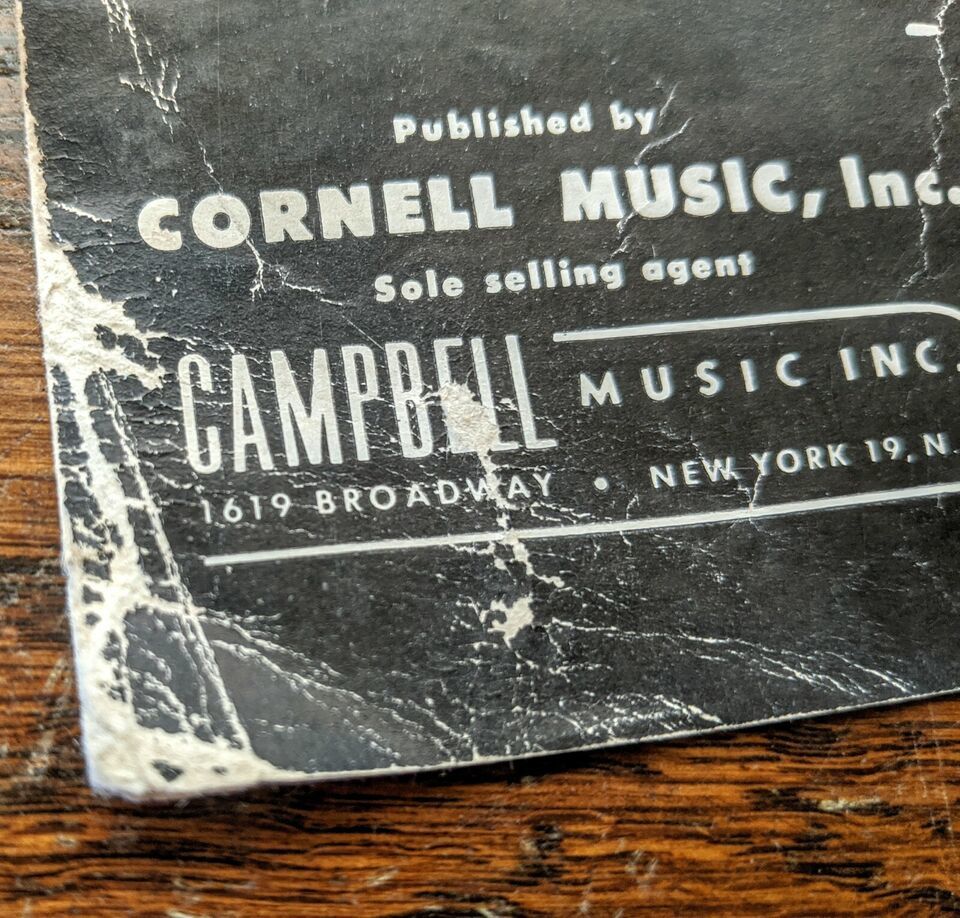 Published by
CORNELL MUSIC, Inc.
Sole selling agent
CAMPBELL MUSIC INC.
1619 BROADWAY • NEW YORK 19, N.